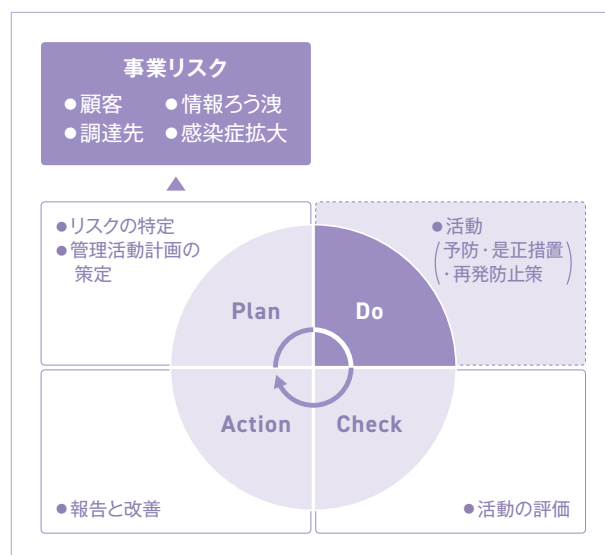 事業リスク
●顧客 ●情報ろう洩
●調達先 ●感染症拡大
●リスクの特定
●管理活動計画の
策定
●活動
(予防・是正措置
・再発防止策)
Plan
Do
Action
Check
●報告と改善
●活動の評価